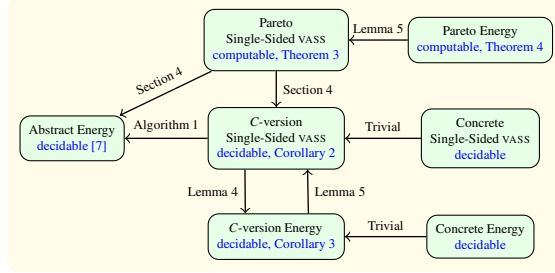 Pareto
Single-Sided VASS
computable, Theorem 3
Lemma 5
Pareto Energy
computable, Theorem 4
Section 4
Section 4
Abstract Energy
decidable [7]
Algorithm 1
C-version
Single-Sided VASS
decidable, Corollary 2
Trivial
Concrete
Single-Sided VASS
decidable
Lemma 4
Lemma 5
C-version Energy
decidable, Corollary 3
Trivial
Concrete Energy
decidable